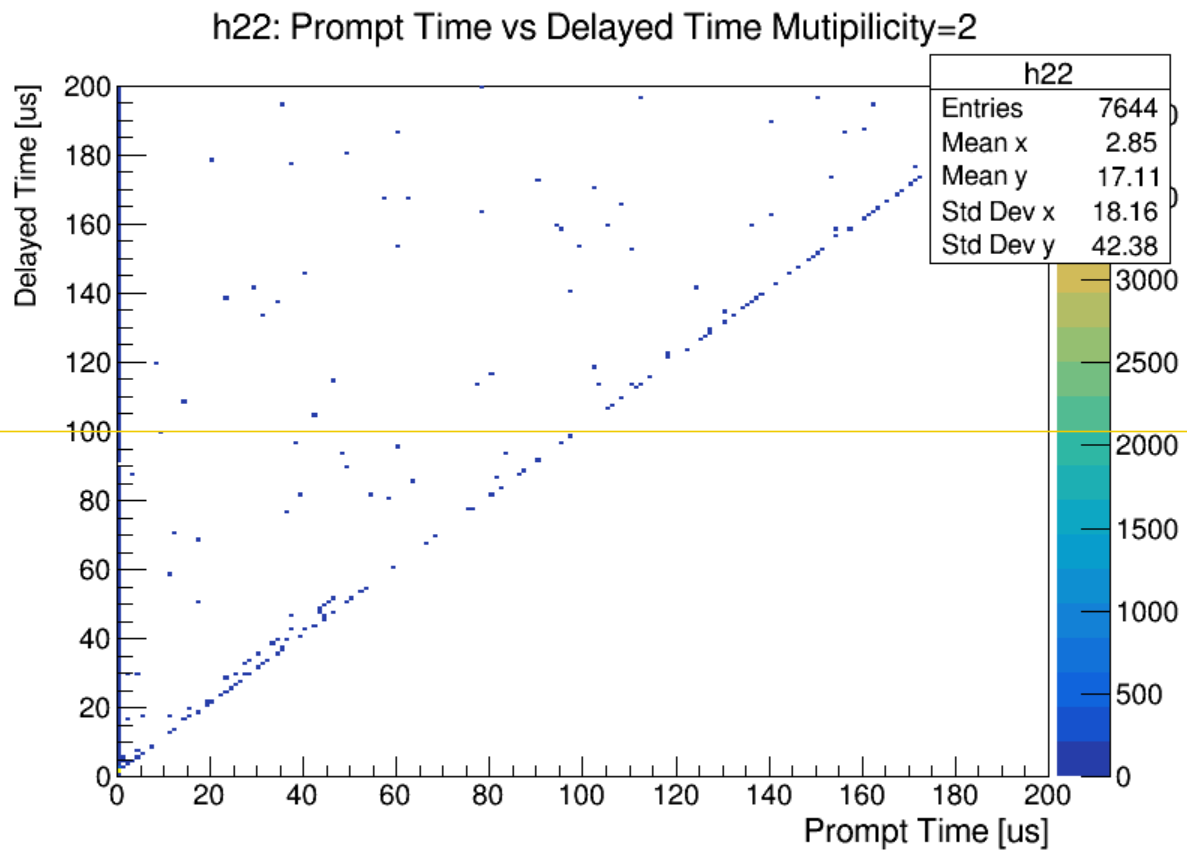 h22: Prompt Time vs Delayed Time Mutipilicity=2
h22
Entries 7644
Mean x 2.85
Mean y 17.11
Std Dev x 18.16
Std Dev y 42.38
Delayed Time [us]
200
180
160
140
120
100
80
60
40
20
0
0 20 40 60 80 100 120 140 160 180 200
Prompt Time [us]
3000
2500
2000
1500
1000
500
0